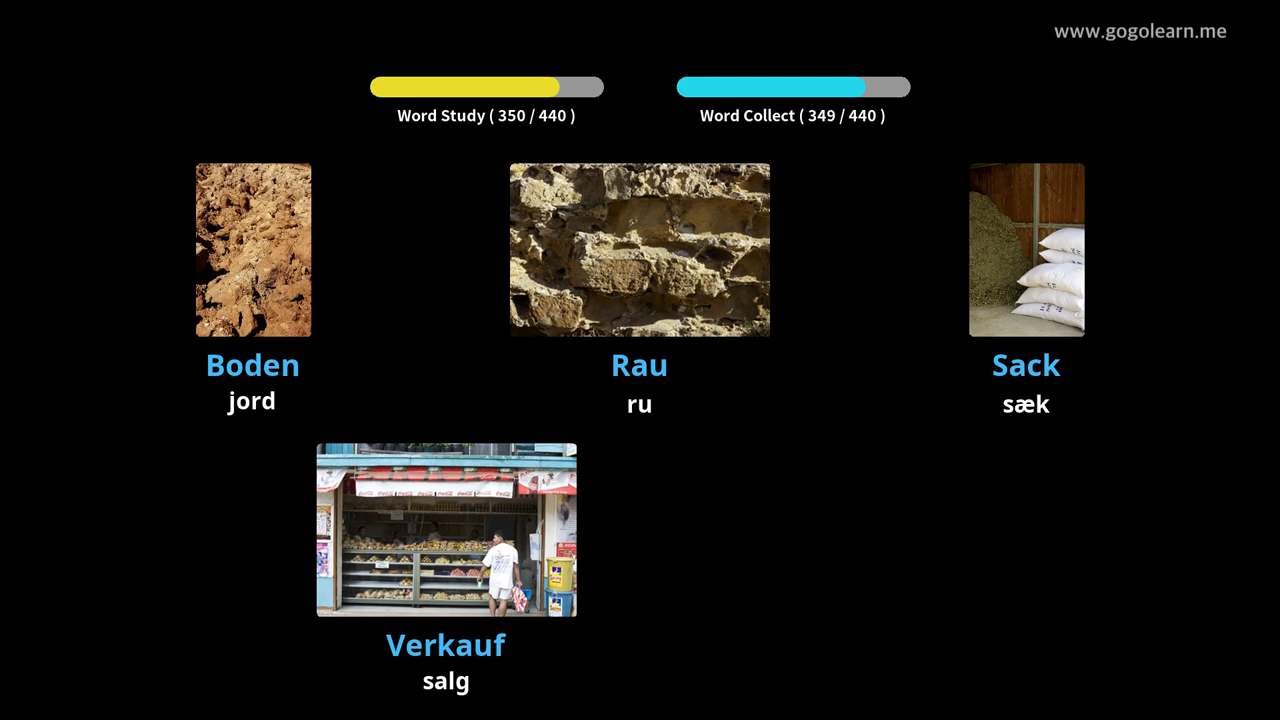 www.gogolearn.me
Word Study ( 350 / 440 )
Word Collect ( 349 / 440 )
Boden
jord
Rau
ru
Sack
sæk
Verkauf
salg